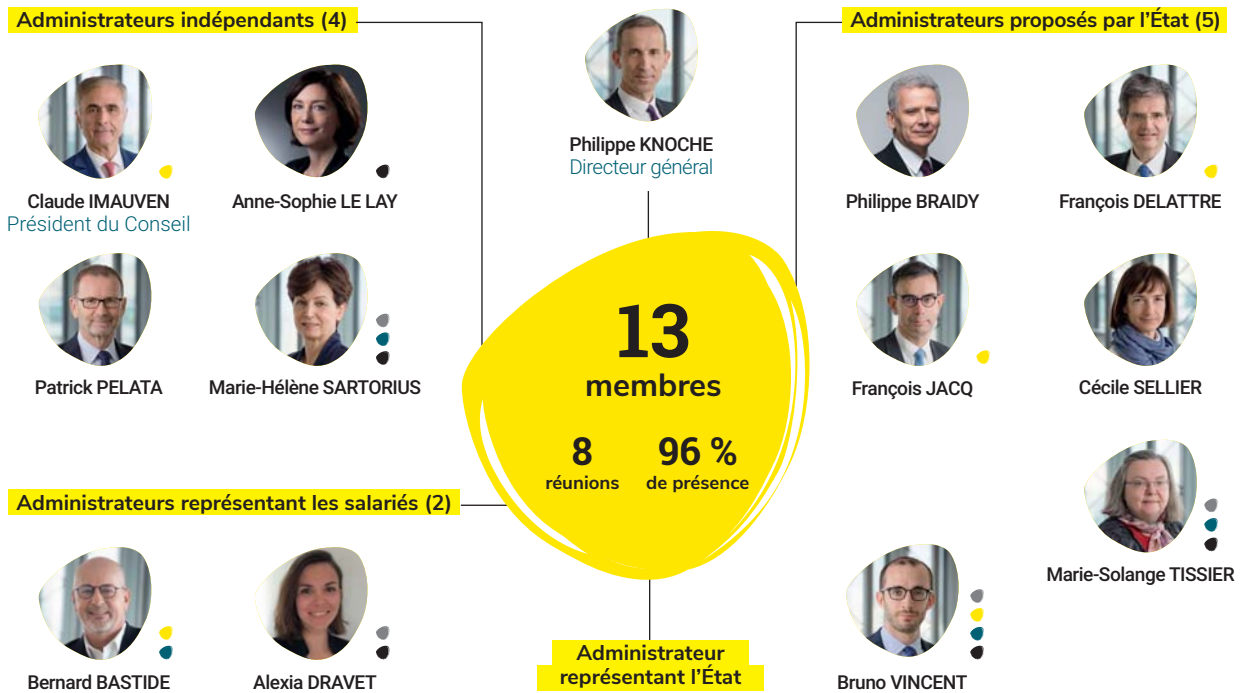 Administrateurs indépendants (4)
Claude IMAUVEN
Président du Conseil
Anne-Sophie LE LAY
Patrick PELATA
Marie-Hélène SARTORIUS
Philippe KNOCHE
Directeur général
Administrateurs proposés par l’État (5)
Philippe BRAIDY
François DELATTRE
François JACQ
Cécile SELLIER
Marie-Solange TISSIER
13
membres
8
réunions
96 %
de présence
Administrateurs représentant les salariés (2)
Bernard BASTIDE
Alexia DRAVET
Administrateur
représentant l’État
Bruno VINCENT